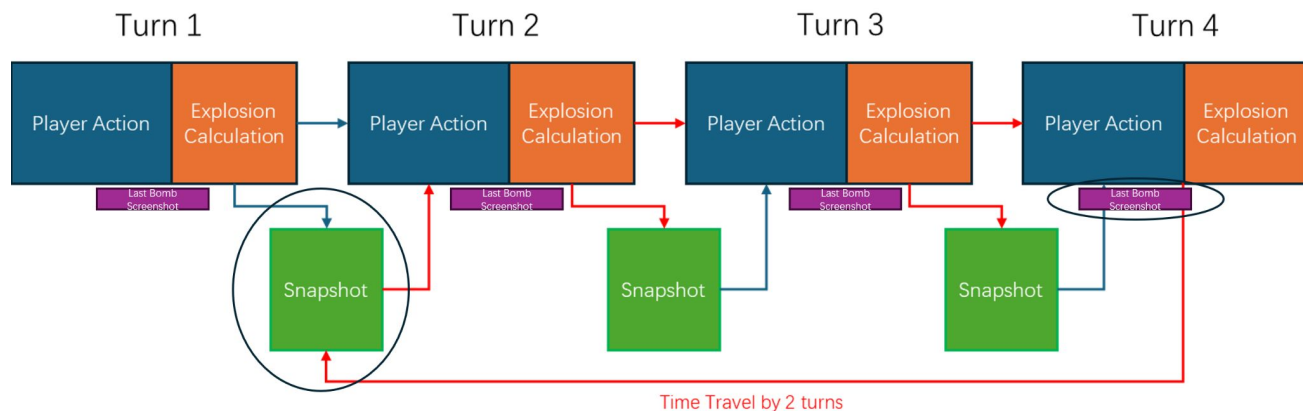 Turn 1
Turn 2
Turn 3
Turn 4
Player Action
Explosion
Calculation
Player Action
Explosion
Calculation
Player Action
Explosion
Calculation
Player Action
Explosion
Calculation
Last Bomb
Screenshot
Last Bomb
Screenshot
Last Bomb
Screenshot
Last Bomb
Screenshot
Snapshot
Snapshot
Snapshot
Time Travel by 2 turns